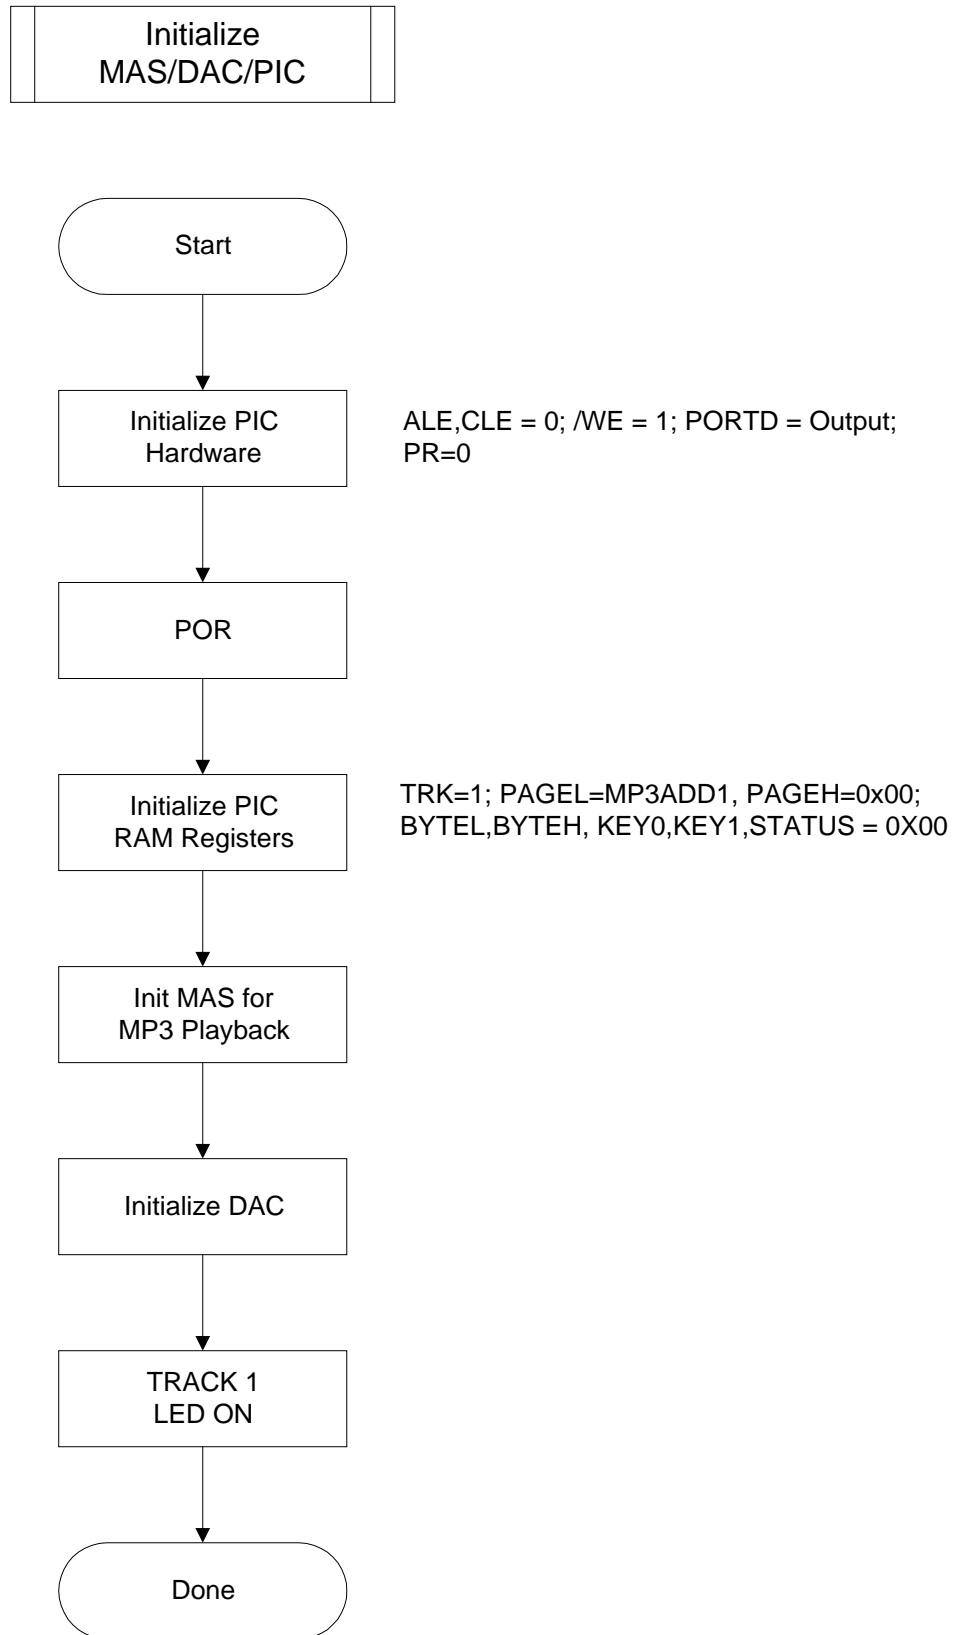 Initialize
MAS/DAC/PIC
Start
Initialize PIC
Hardware
ALE,CLE = 0; /WE = 1; PORTD = Output;
PR=0
POR
Initialize PIC
RAM Registers
TRK=1; PAGEL=MP3ADD1, PAGEH=0x00;
BYTEL,BYTEH, KEY0,KEY1,STATUS = 0X00
Init MAS for
MP3 Playback
Initialize DAC
TRACK 1
LED ON
Done